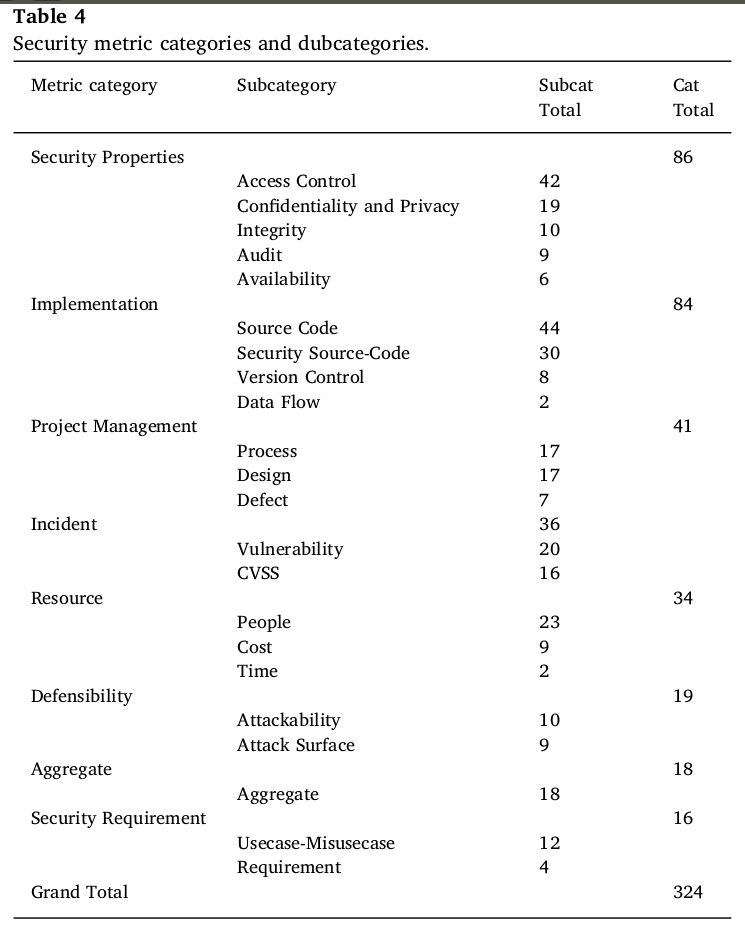 Table 4
Security metric categories and dubcategories.
Metric category Subcategory Subcat Total Cat Total
Security Properties 86
Access Control 42
Confidentiality and Privacy 19
Integrity 10
Audit 9
Availability 6
Implementation 84
Source Code 44
Security Source-Code 30
Version Control 8
Data Flow 2
Project Management 41
Process 17
Design 17
Defect 7
Incident 36
Vulnerability 20
CVSS 16
Resource 34
People 23
Cost 9
Time 2
Defensibility 19
Attackability 10
Attack Surface 9
Aggregate 18
Aggregate 18
Security Requirement 16
Usecase-Misusecase 12
Requirement 4
Grand Total 324